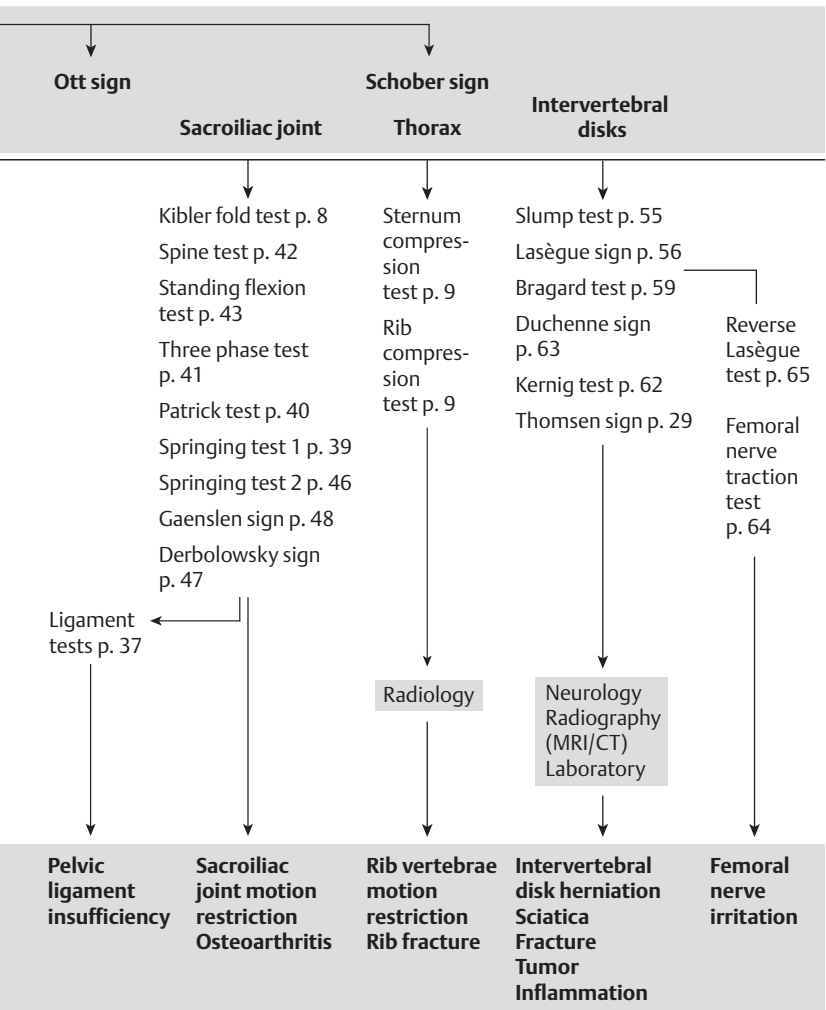 Ott sign
Schober sign
Sacroiliac joint
Thorax
Intervertebral
disks
Kibler fold test p. 8
Spine test p. 42
Standing flexion
test p. 43
Three phase test
p. 41
Patrick test p. 40
Springing test 1 p. 39
Springing test 2 p. 46
Gaenslen sign p. 48
Derbolowsky sign
p. 47
Ligament
tests p. 37
Sternum
compres-
sion
test p. 9
Rib
compres-
sion
test p. 9
Radiology
Slump test p. 55
Lasègue sign p. 56
Bragard test p. 59
Duchenne sign
p. 63
Kernig test p. 62
Thomsen sign p. 29
Neurology
Radiography
(MRI/CT)
Laboratory
Reverse
Lasègue
test p. 65
Femoral
nerve
traction
test
p. 64
Pelvic
ligament
insufficiency
Sacroiliac
joint motion
restriction
Osteoarthritis
Rib vertebrae
motion
restriction
Rib fracture
Intervertebral
disk herniation
Sciatica
Fracture
Tumor
Inflammation
Femoral
nerve
irritation